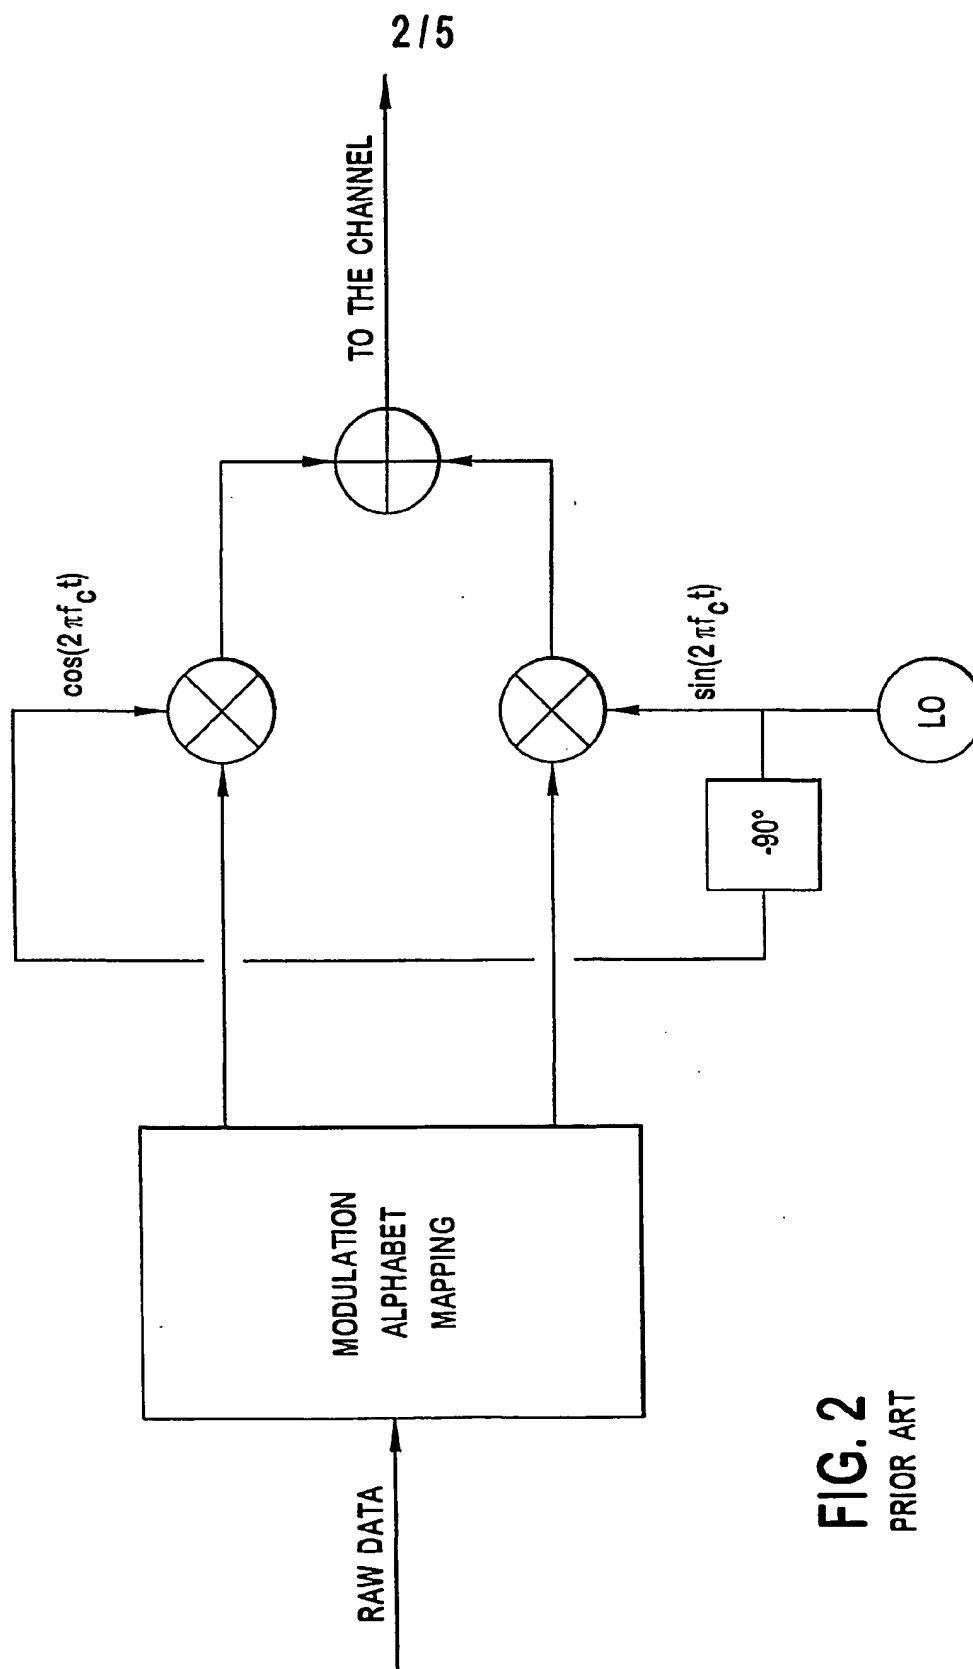 2/5
RAW DATA
MODULATION
ALPHABET
MAPPING
cos(2πf_ct)
sin(2πf_ct)
-90°
LO
TO THE CHANNEL
FIG. 2
PRIOR ART